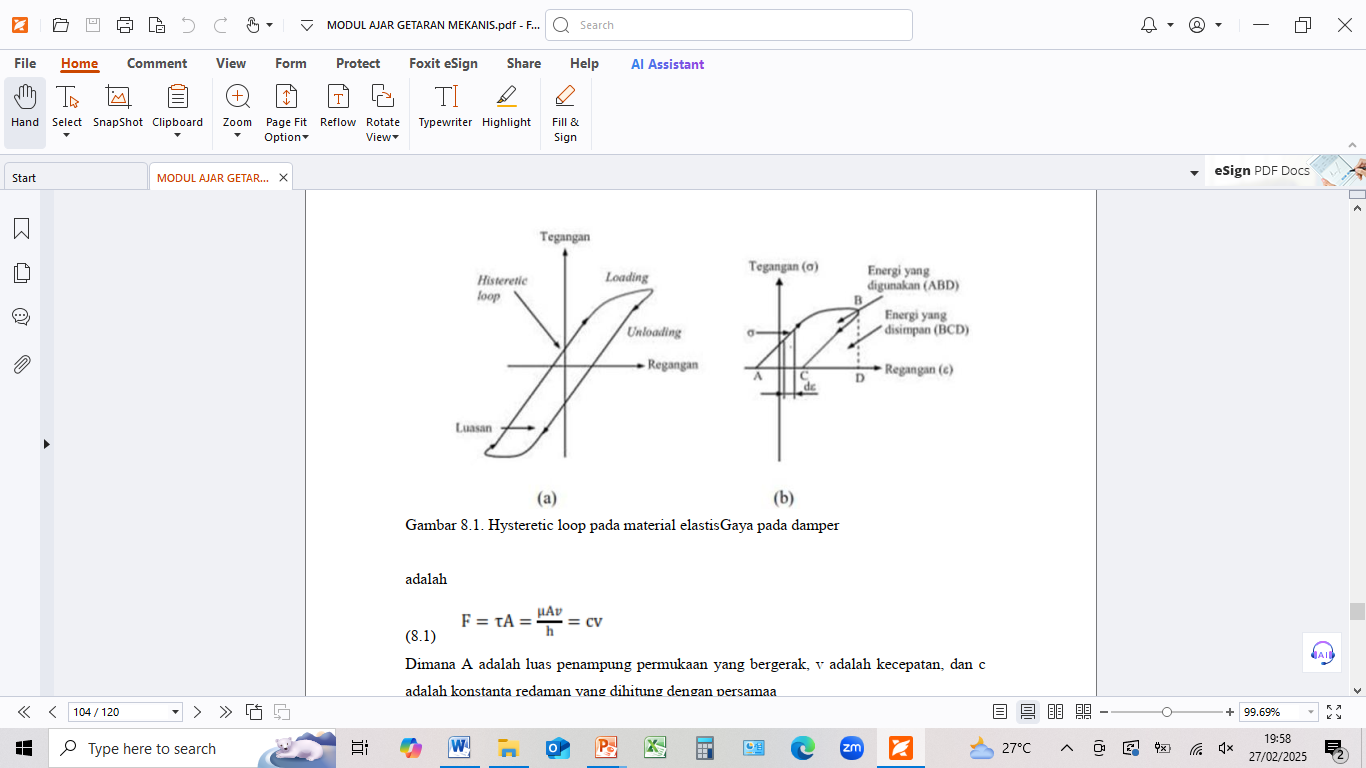 MODUL AJAR GETARAN MEKANIS.pdf - F...
Search
File Home Comment View Form Protect Foxit eSign Share Help AI Assistant
Hand Select SnapShot Clipboard Zoom Page Fit Option Reflow Rotate View Typewriter Highlight Fill & Sign
Start
MODUL AJAR GETAR...
eSign PDF Docs
Tegangan
Histeretic
loop
Loading
Unloading
Regangan
Luasan
(a)
Tegangan (σ)
Energi yang
digunakan (ABD)
B
Energi yang
disimpan (BCD)
σ
A
C
D
Regangan (ε)
dε
(b)
Gambar 8.1. Hysteretic loop pada material elastisGaya pada damper
adalah
(8.1) F = τA = μAv/h = cv
Dimana A adalah luas penampung permukaan yang bergerak, v adalah kecepatan, dan c
adalah konstanta redaman yang dihitung dengan persamaa
AI
104 / 120
99.69%
Type here to search
zm
27°C
19:58
27/02/2025
2